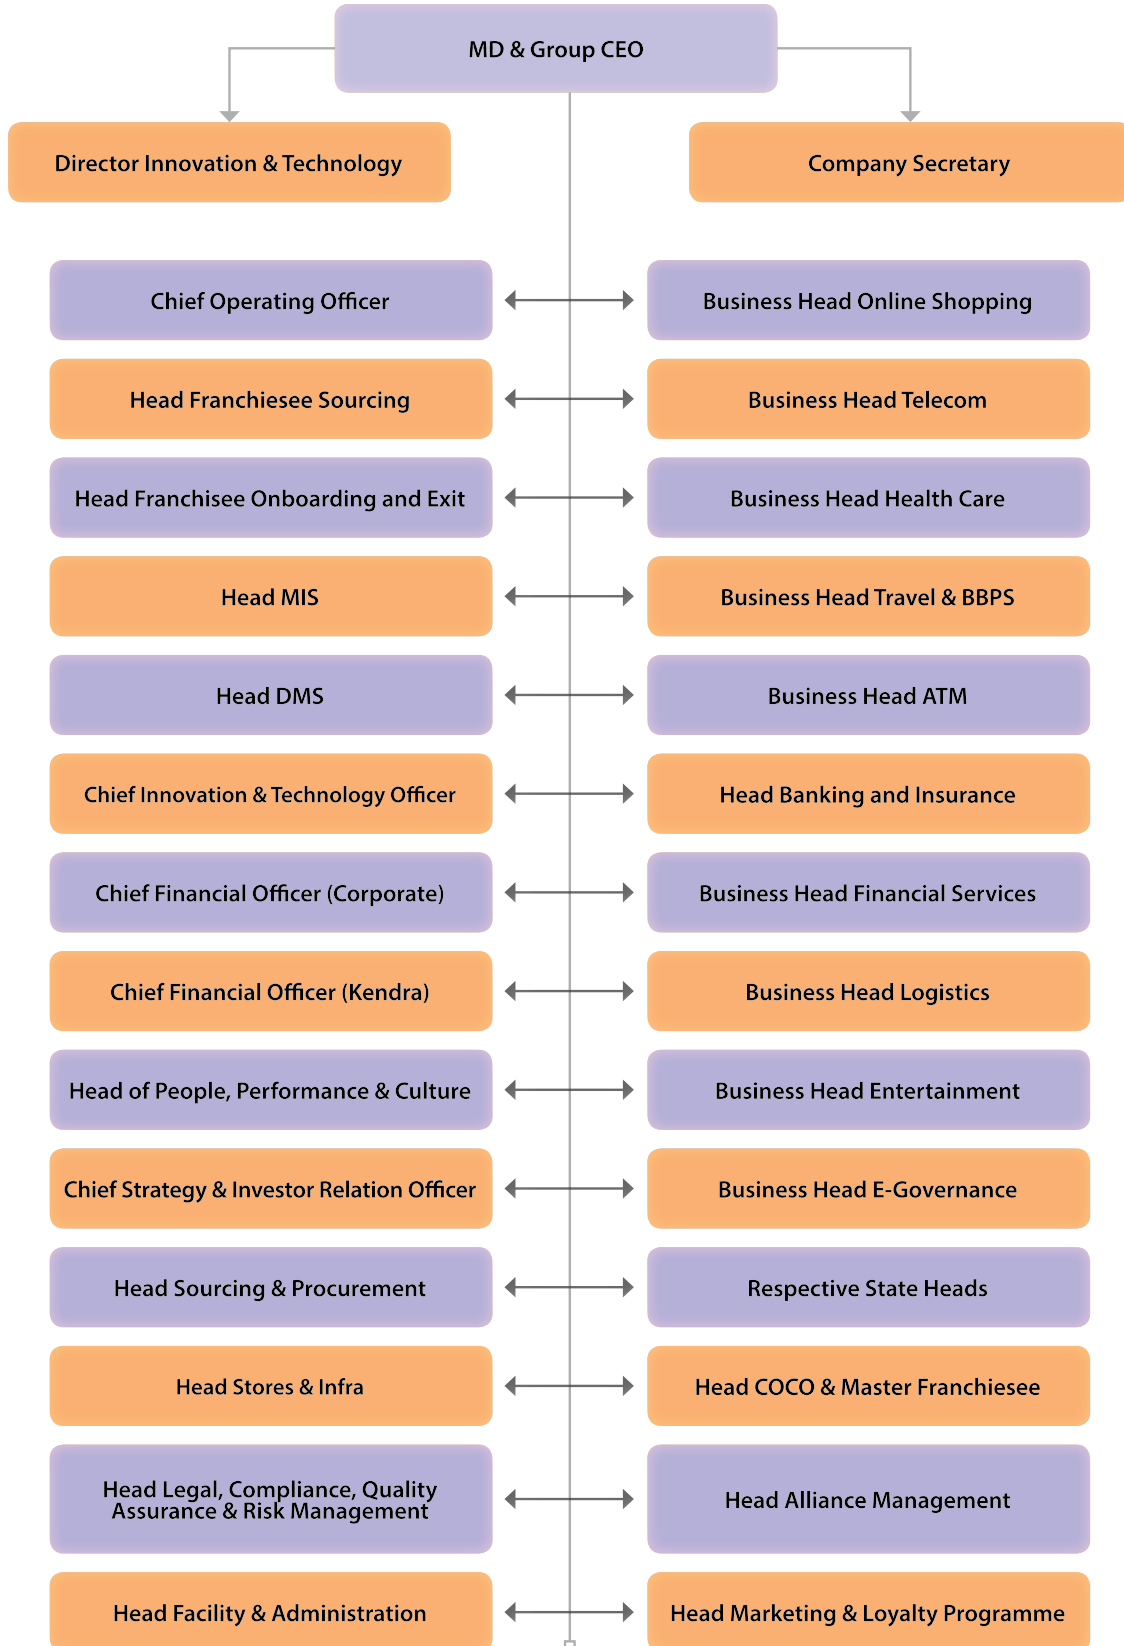 MD & Group CEO
Director Innovation & Technology
Company Secretary
Chief Operating Officer
Business Head Online Shopping
Head Franchiesee Sourcing
Business Head Telecom
Head Franchisee Onboarding and Exit
Business Head Health Care
Head MIS
Business Head Travel & BBPS
Head DMS
Business Head ATM
Chief Innovation & Technology Officer
Head Banking and Insurance
Chief Financial Officer (Corporate)
Business Head Financial Services
Chief Financial Officer (Kendra)
Business Head Logistics
Head of People, Performance & Culture
Business Head Entertainment
Chief Strategy & Investor Relation Officer
Business Head E-Governance
Head Sourcing & Procurement
Respective State Heads
Head Stores & Infra
Head COCO & Master Franchiesee
Head Legal, Compliance, Quality
Assurance & Risk Management
Head Alliance Management
Head Facility & Administration
Head Marketing & Loyalty Programme